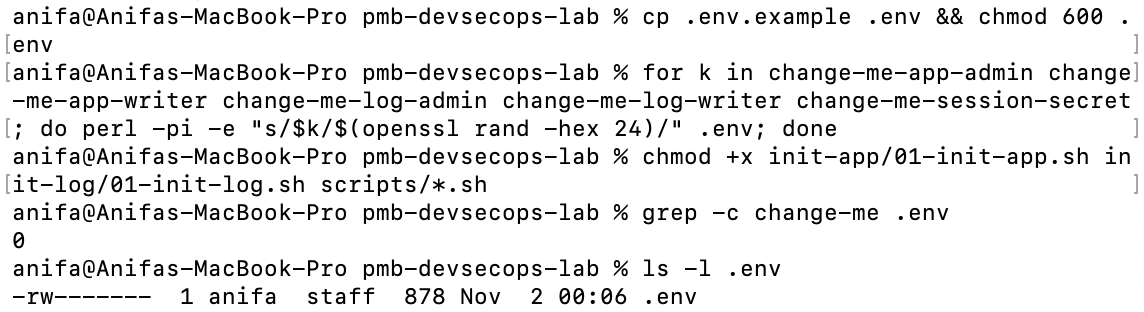 anifa@Anifas-MacBook-Pro pmb-devsecops-lab % cp .env.example .env && chmod 600 .
[env ]
[anifa@Anifas-MacBook-Pro pmb-devsecops-lab % for k in change-me-app-admin change]
-me-app-writer change-me-log-admin change-me-log-writer change-me-session-secret
[; do perl -pi -e "s/$k/$(openssl rand -hex 24)/" .env; done ]
anifa@Anifas-MacBook-Pro pmb-devsecops-lab % chmod +x init-app/01-init-app.sh in
[it-log/01-init-log.sh scripts/*.sh ]
anifa@Anifas-MacBook-Pro pmb-devsecops-lab % grep -c change-me .env
0
anifa@Anifas-MacBook-Pro pmb-devsecops-lab % ls -l .env
-rw------- 1 anifa staff 878 Nov 2 00:06 .env